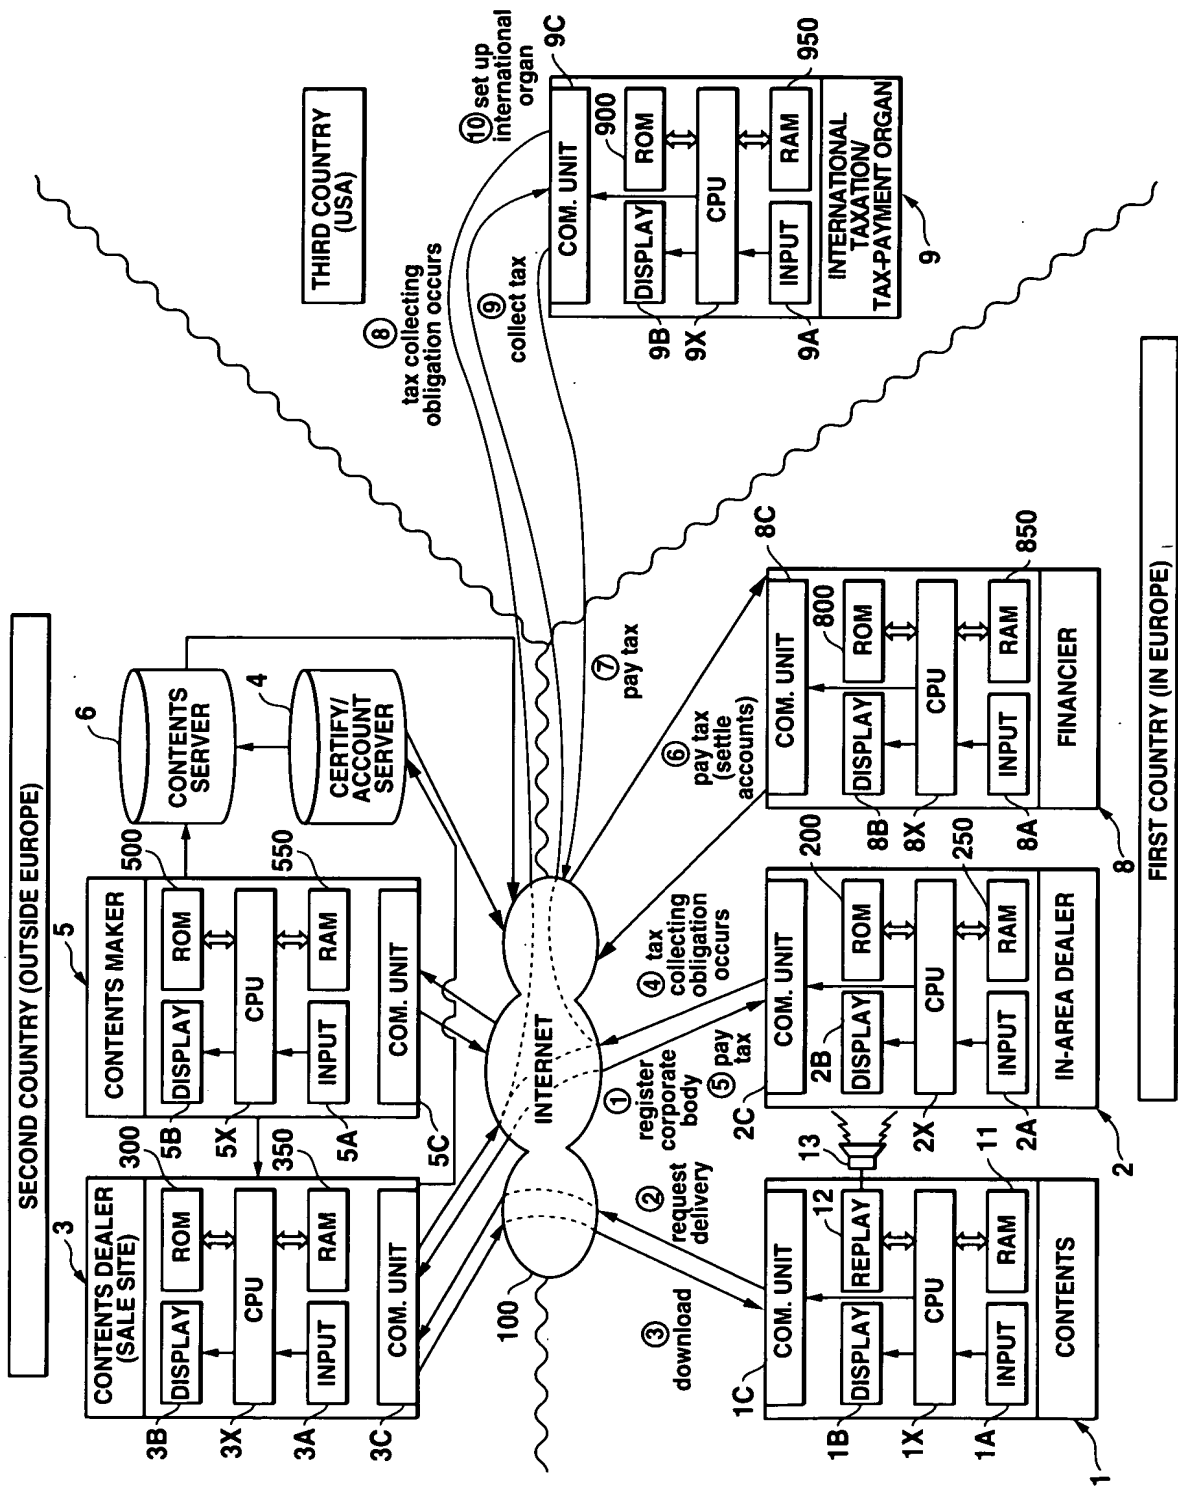 SECOND COUNTRY (OUTSIDE EUROPE)
3
CONTENTS DEALER
(SALE SITE)
3B
DISPLAY
ROM
300
3X
CPU
3A
INPUT
RAM
350
3C
COM. UNIT
5
CONTENTS MAKER
5B
DISPLAY
ROM
500
5X
CPU
5A
INPUT
RAM
550
5C
COM. UNIT
6
CONTENTS
SERVER
4
CERTIFY/
ACCOUNT
SERVER
THIRD COUNTRY
(USA)
⑧
tax collecting
obligation occurs
⑨
collect tax
⑩ set up
international
organ
9C
COM. UNIT
900
9B
DISPLAY
ROM
9X
CPU
950
9A
INPUT
RAM
INTERNATIONAL
TAXATION/
TAX-PAYMENT ORGAN
9
100
INTERNET
③
download
②
request
delivery
①
register
corporate
body
⑤ pay
tax
④ tax
collecting
obligation
occurs
⑥
pay tax
(settle
accounts)
⑦
pay tax
1C
COM. UNIT
12
13
1B
DISPLAY
REPLAY
1X
CPU
11
1A
INPUT
RAM
CONTENTS
1
2C
COM. UNIT
200
2B
DISPLAY
ROM
2X
CPU
250
2A
INPUT
RAM
IN-AREA DEALER
2
8C
COM. UNIT
800
8B
DISPLAY
ROM
8X
CPU
850
8A
INPUT
RAM
FINANCIER
8
FIRST COUNTRY (IN EUROPE)